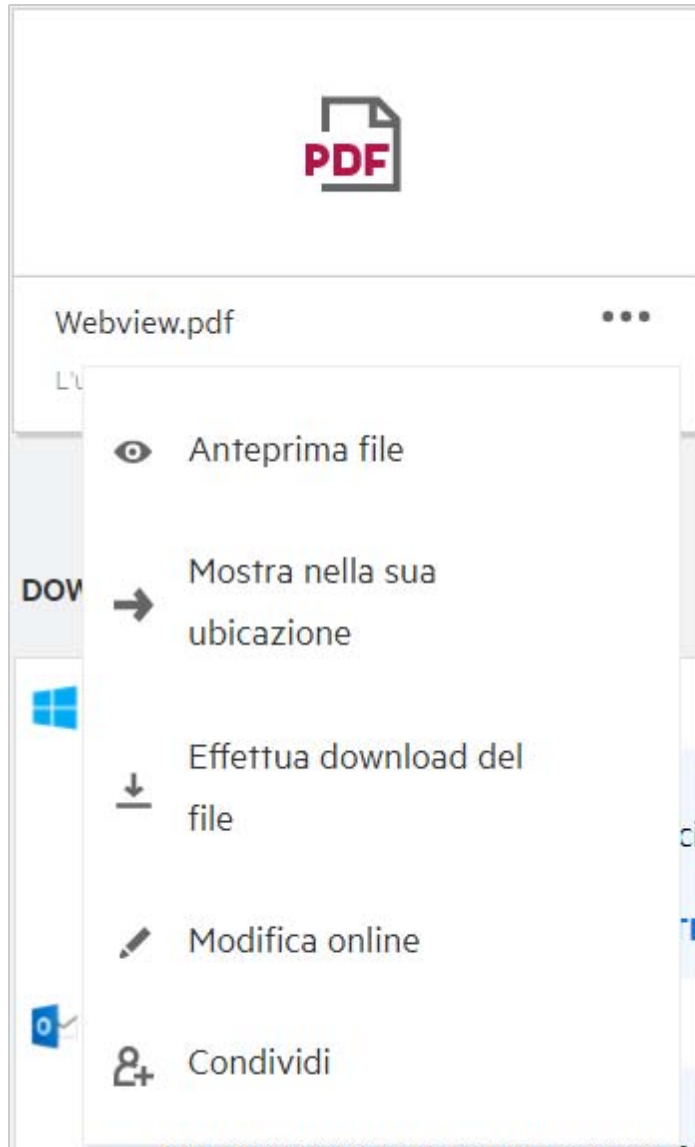 PDF
Webview.pdf
Anteprima file
Mostra nella sua
ubicazione
Effettua download del
file
Modifica online
Condividi